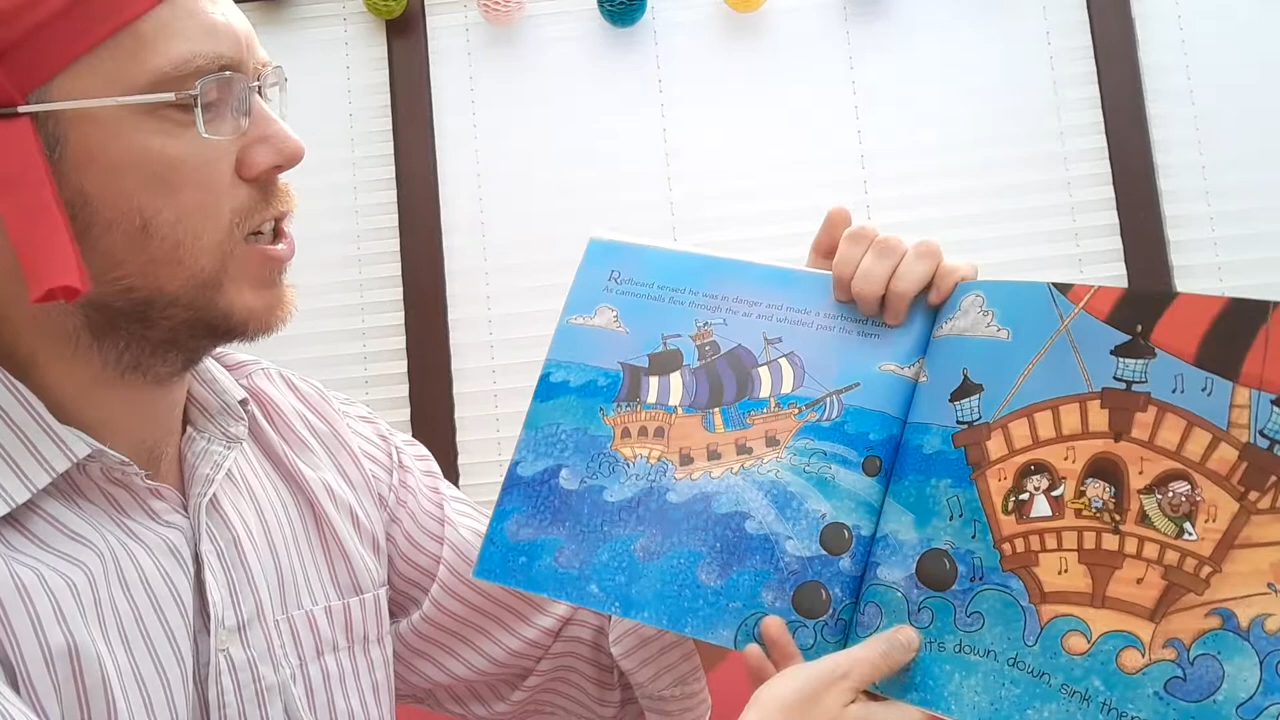 Redbeard sensed he was in danger and made a starboard turn
As cannonballs flew through the air and whistled past the stern
it's down, down, sink